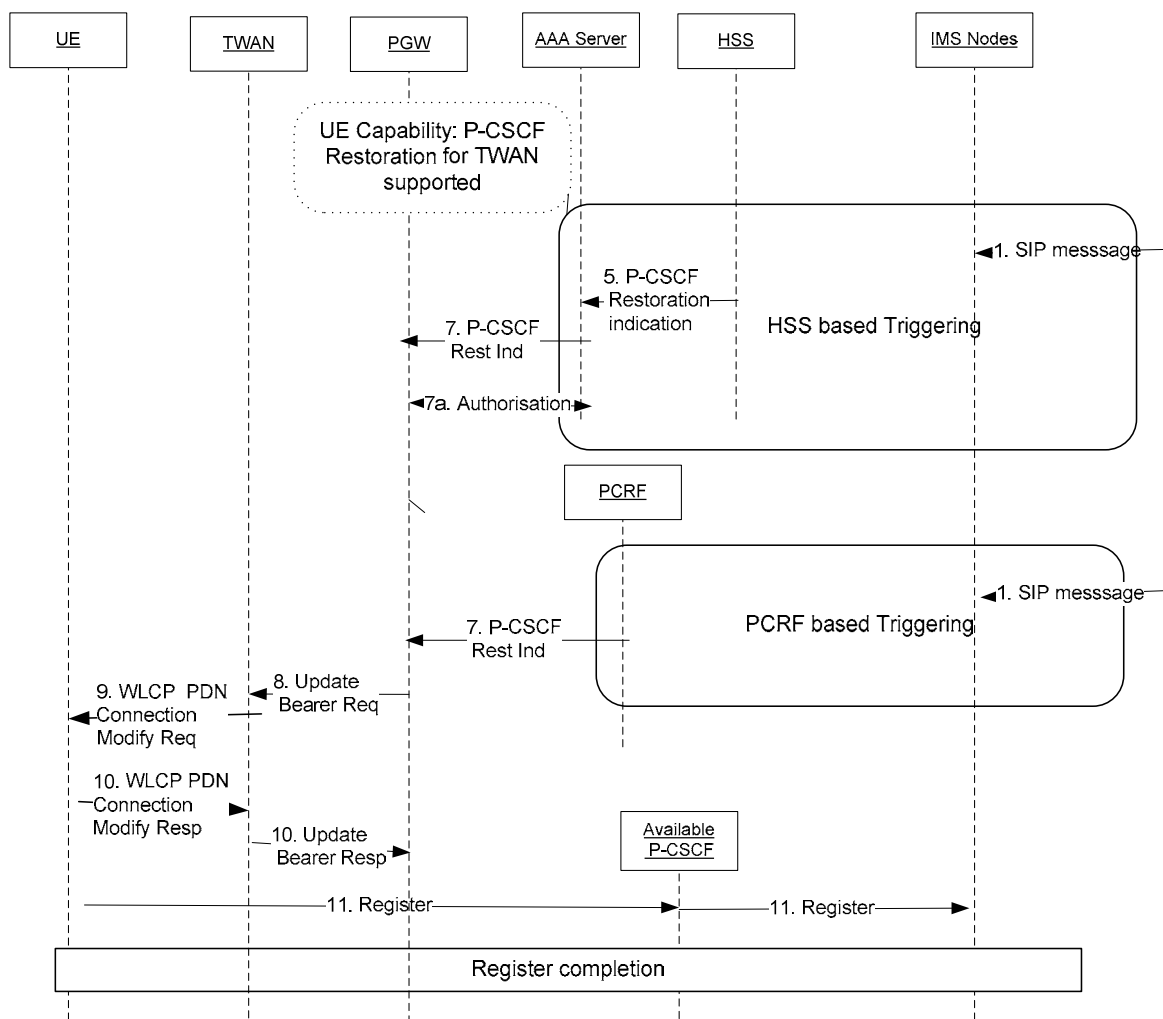 UE
TWAN
PGW
AAA Server
HSS
IMS Nodes
UE Capability: P-CSCF
Restoration for TWAN
supported
1. SIP messsage
5. P-CSCF
Restoration
indication
HSS based Triggering
7. P-CSCF
Rest Ind
7a. Authorisation
PCRF
1. SIP messsage
PCRF based Triggering
7. P-CSCF
Rest Ind
8. Update
Bearer Req
9. WLCP PDN
Connection
Modify Req
10. WLCP PDN
Connection
Modify Resp
10. Update
Bearer Resp
Available
P-CSCF
11. Register
11. Register
Register completion